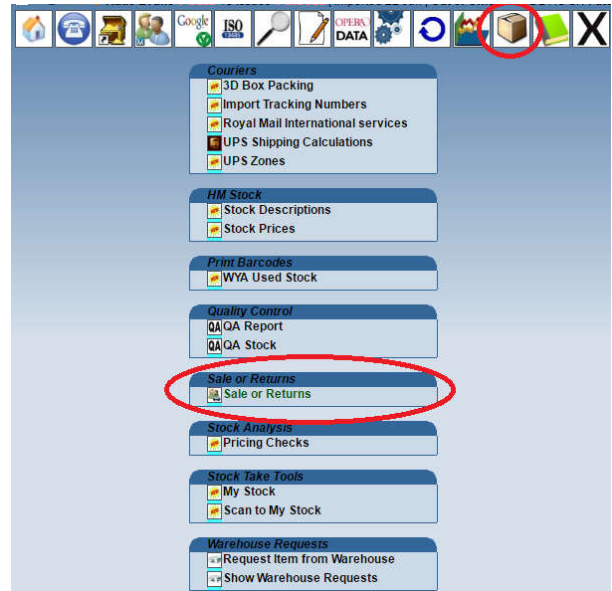 Google
ISO
13485
OPERA
DATA
Couriers
3D Box Packing
Import Tracking Numbers
Royal Mail International services
UPS Shipping Calculations
UPS Zones
HM Stock
Stock Descriptions
Stock Prices
Print Barcodes
WYA Used Stock
Quality Control
QA QA Report
QA QA Stock
Sale or Returns
Sale or Returns
Stock Analysis
Pricing Checks
Stock Take Tools
My Stock
Scan to My Stock
Warehouse Requests
Request Item from Warehouse
Show Warehouse Requests